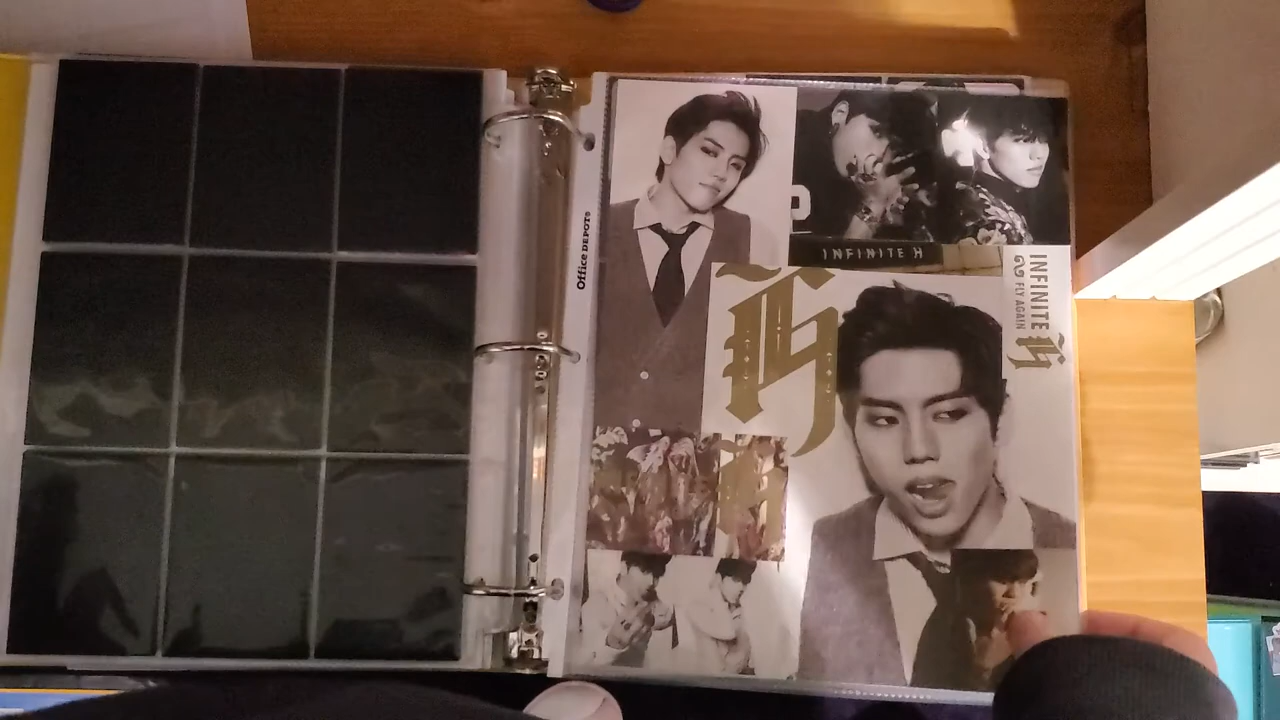 Office DEPOT
INFINITE H
INFINITE
FLY AGAIN
H
H